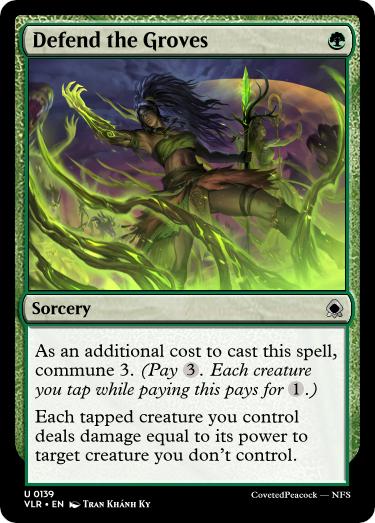 Defend the Groves
Sorcery
As an additional cost to cast this spell,
commune 3. (Pay 3. Each creature
you tap while paying this pays for 1.)
Each tapped creature you control
deals damage equal to its power to
target creature you don't control.
U 0139
VLR • EN Tran Khánh Ky
CovetedPeacock — NFS